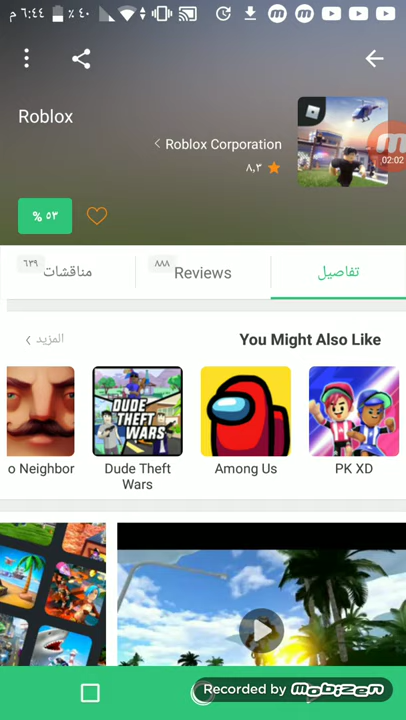 م ٦:٤٤ ٪ ٤٠
Roblox
Roblox Corporation
٨,٣
02:02
% ٥٣
تفاصيل
Reviews ٨٨٨
مناقشات ٦٣٩
You Might Also Like
المزيد
o Neighbor
Dude Theft Wars
Among Us
PK XD
DUDE THEFT WARS
Recorded by Mobizen